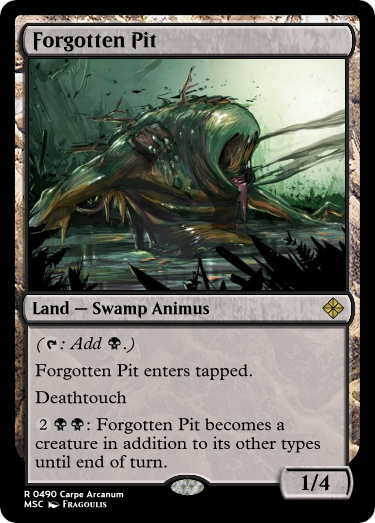 Forgotten Pit
Land — Swamp Animus
( : Add .)
Forgotten Pit enters tapped.
Deathtouch
2 : Forgotten Pit becomes a
creature in addition to its other types
until end of turn.
1/4
R 0490 Carpe Arcanum
MSC Fragoulis